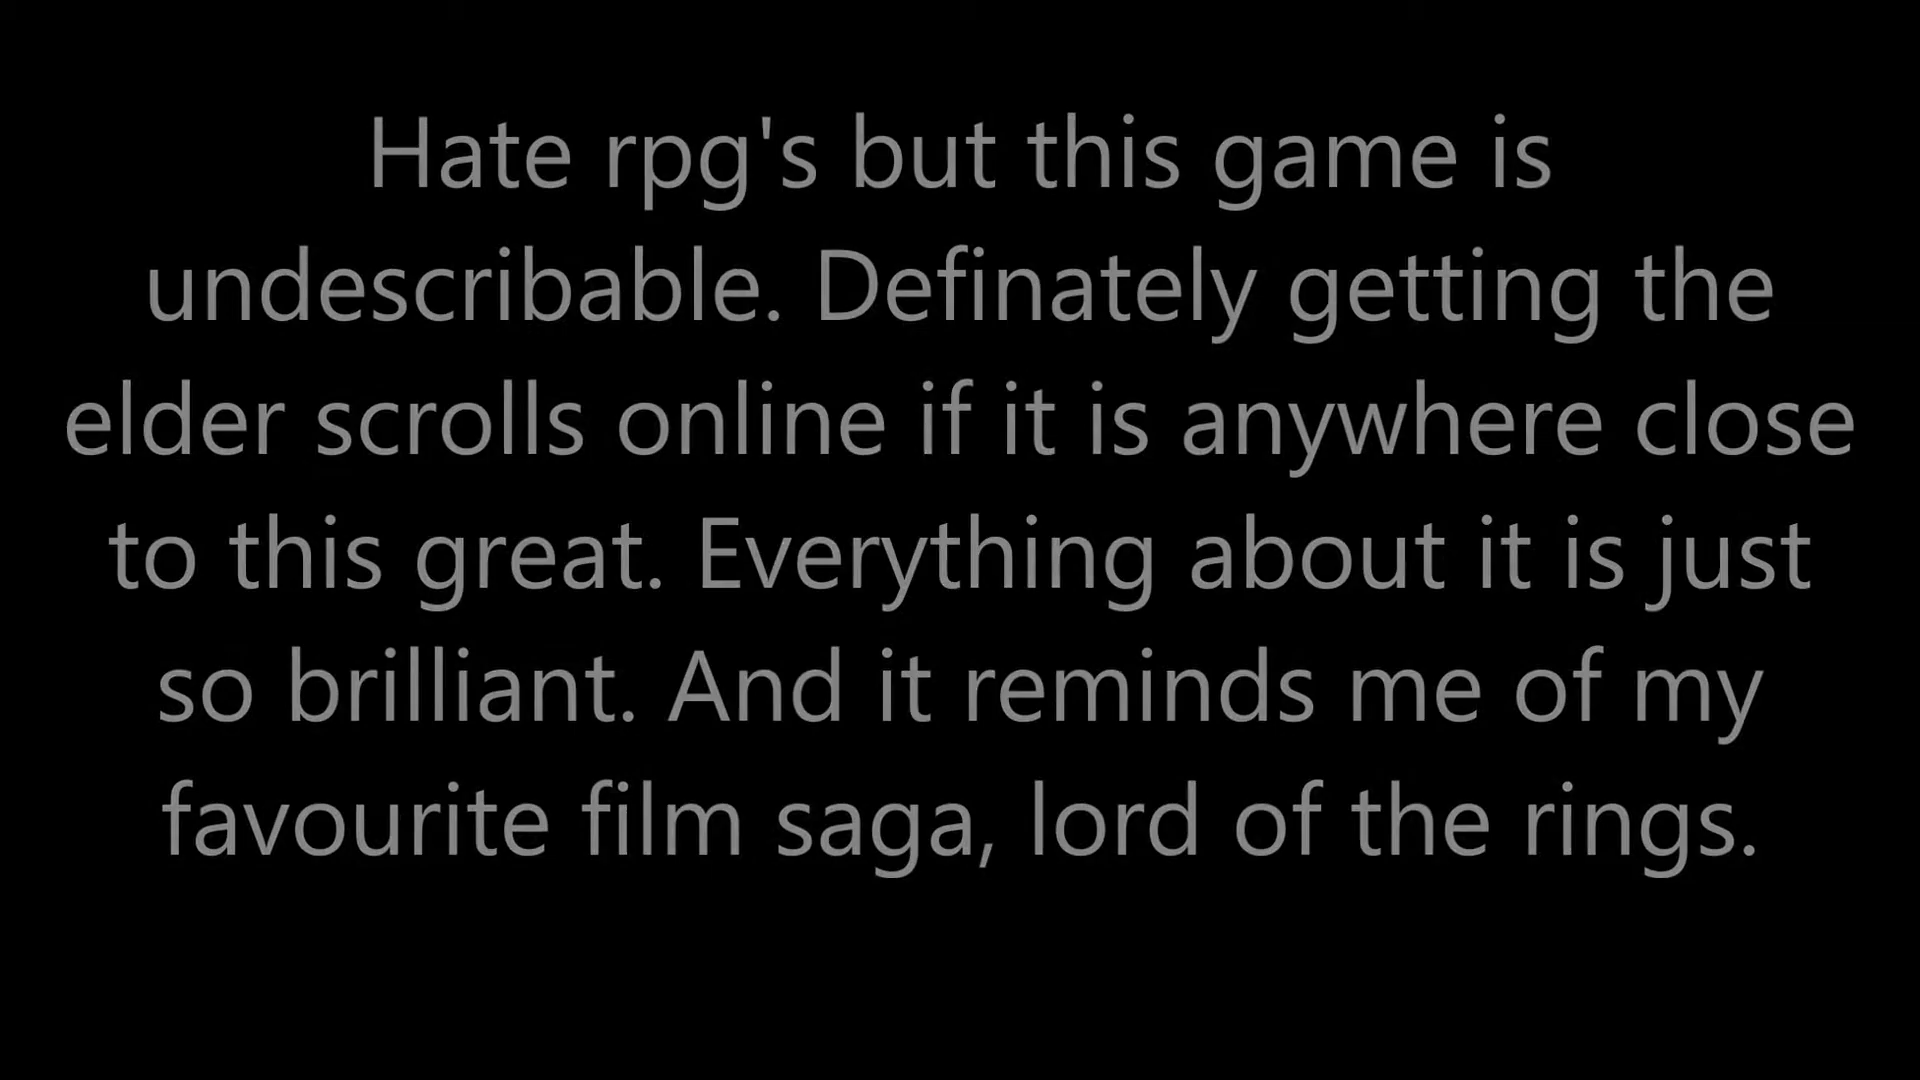 Hate rpg's but this game is
undescribable. Definately getting the
elder scrolls online if it is anywhere close
to this great. Everything about it is just
so brilliant. And it reminds me of my
favourite film saga, lord of the rings.